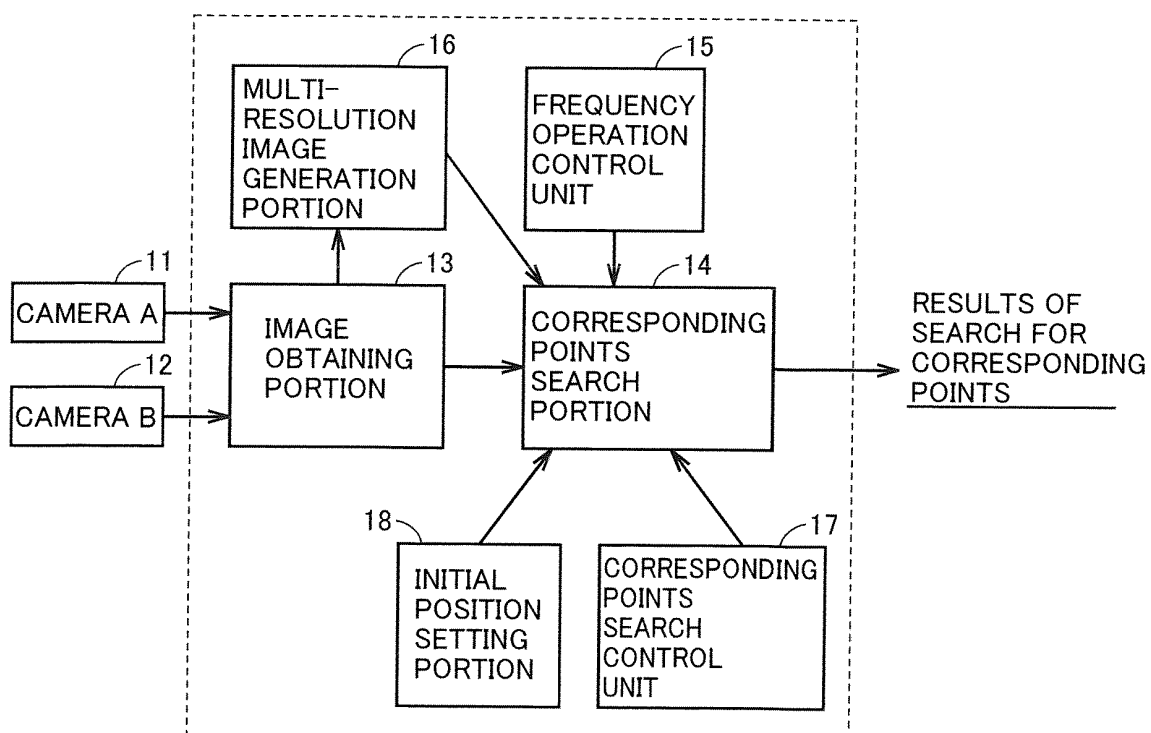 16
MULTI-
RESOLUTION
IMAGE
GENERATION
PORTION
15
FREQUENCY
OPERATION
CONTROL
UNIT
11
CAMERA A
12
CAMERA B
13
IMAGE
OBTAINING
PORTION
14
CORRESPONDING
POINTS
SEARCH
PORTION
RESULTS OF
SEARCH FOR
CORRESPONDING
POINTS
18
INITIAL
POSITION
SETTING
PORTION
17
CORRESPONDING
POINTS
SEARCH
CONTROL
UNIT